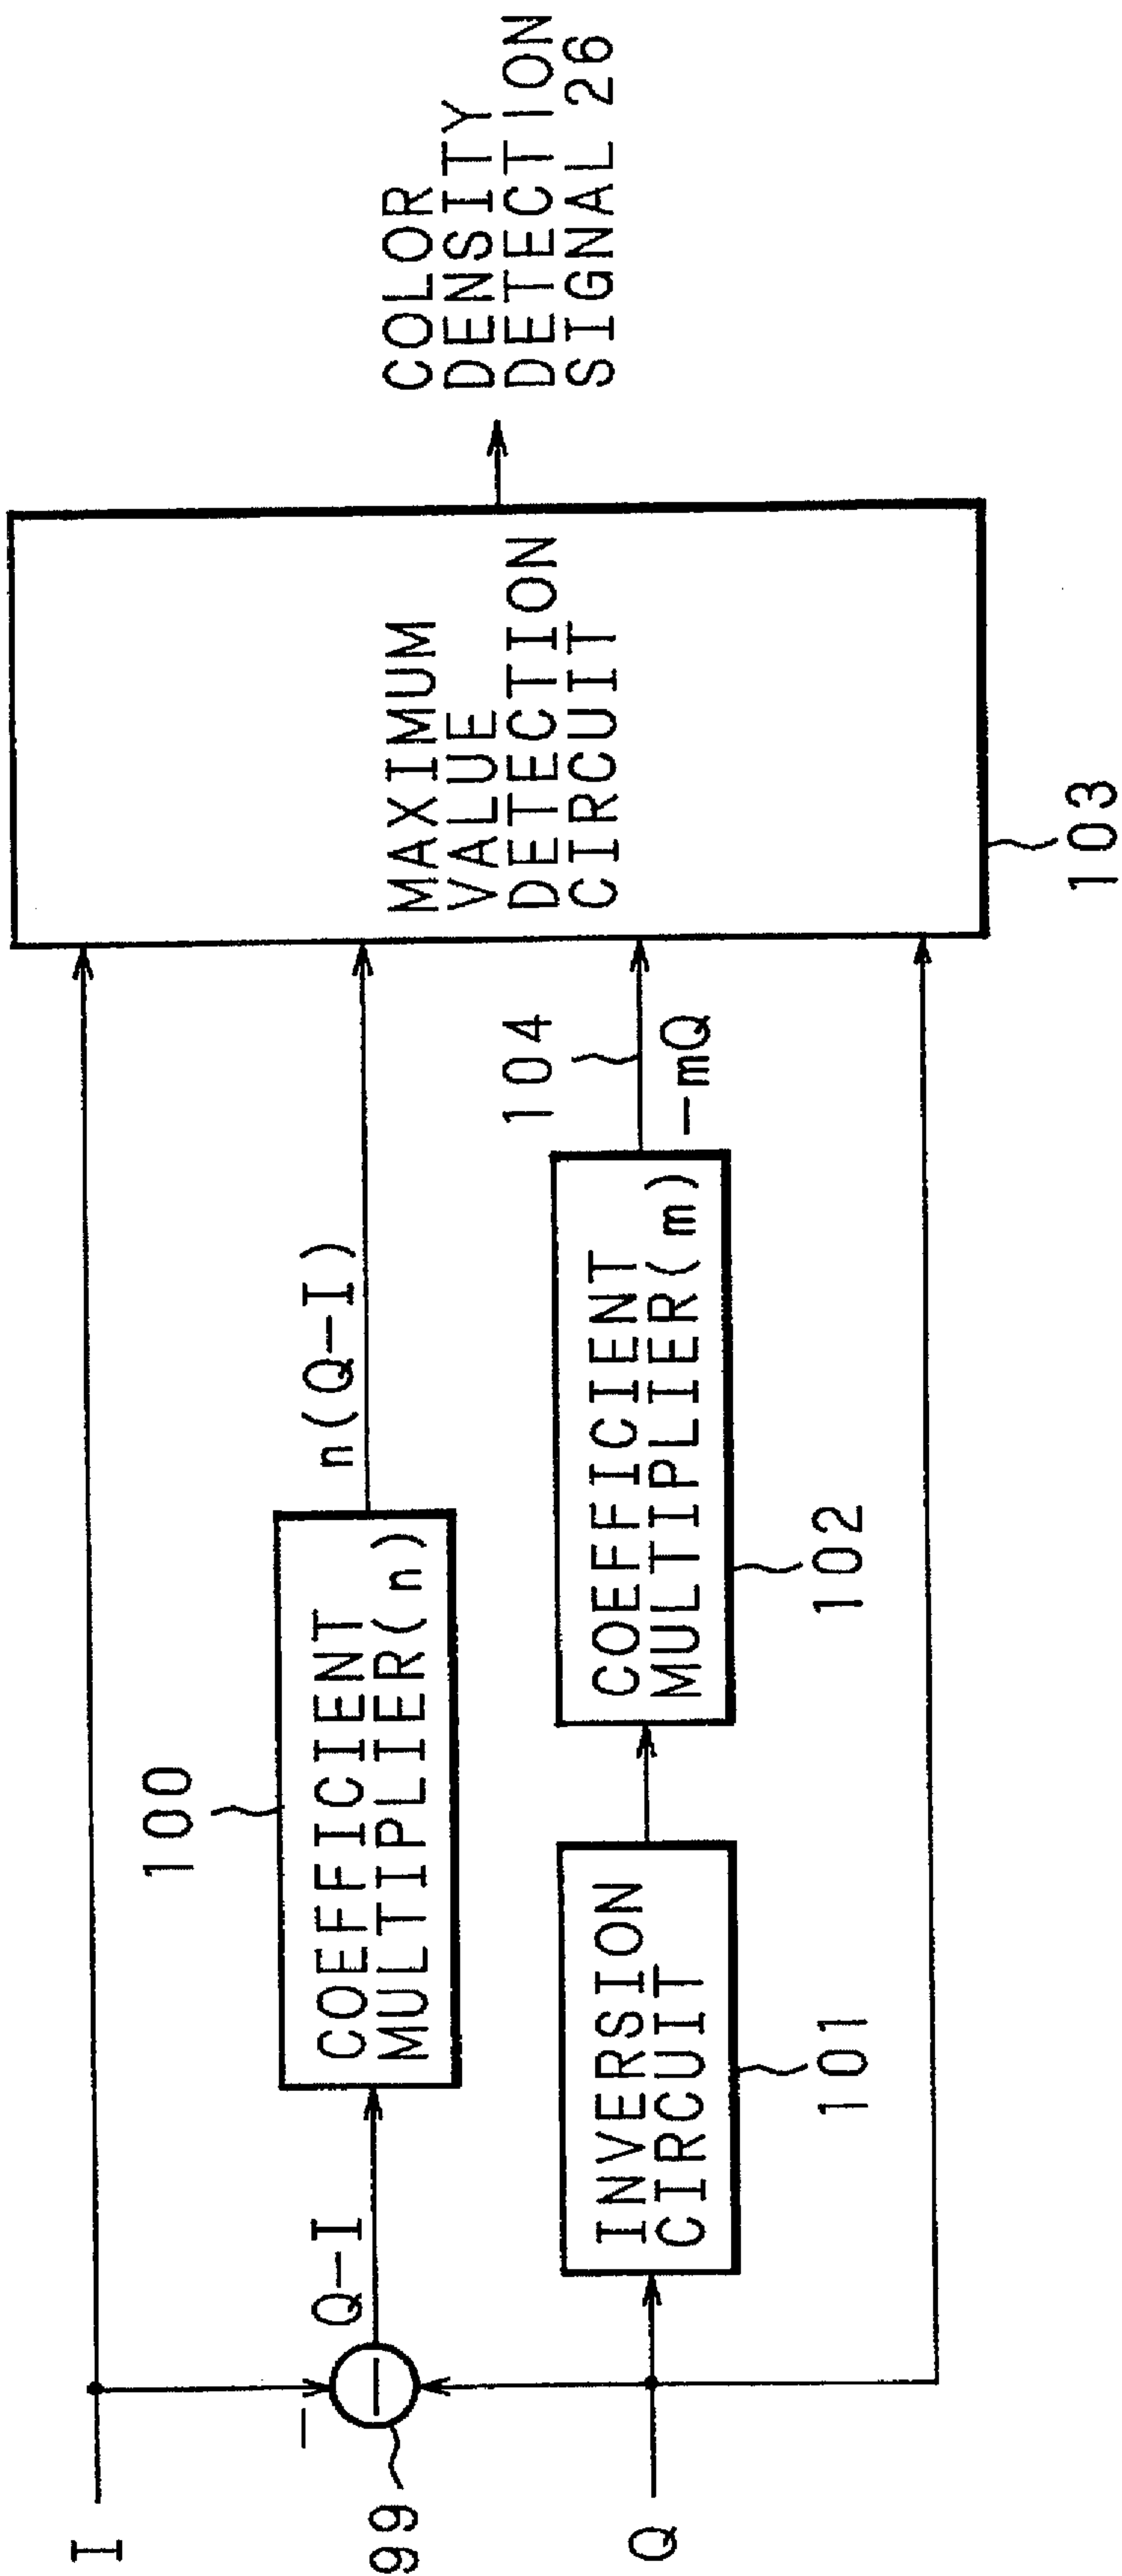 I
Q-I
n(Q-I)
100
COEFFICIENT
MULTIPLIER(n)
99
Q
INVERSION
CIRCUIT
101
COEFFICIENT
MULTIPLIER(m)
102
104
-mQ
MAXIMUM
VALUE
DETECTION
CIRCUIT
103
COLOR
DENSITY
DETECTION
SIGNAL 26